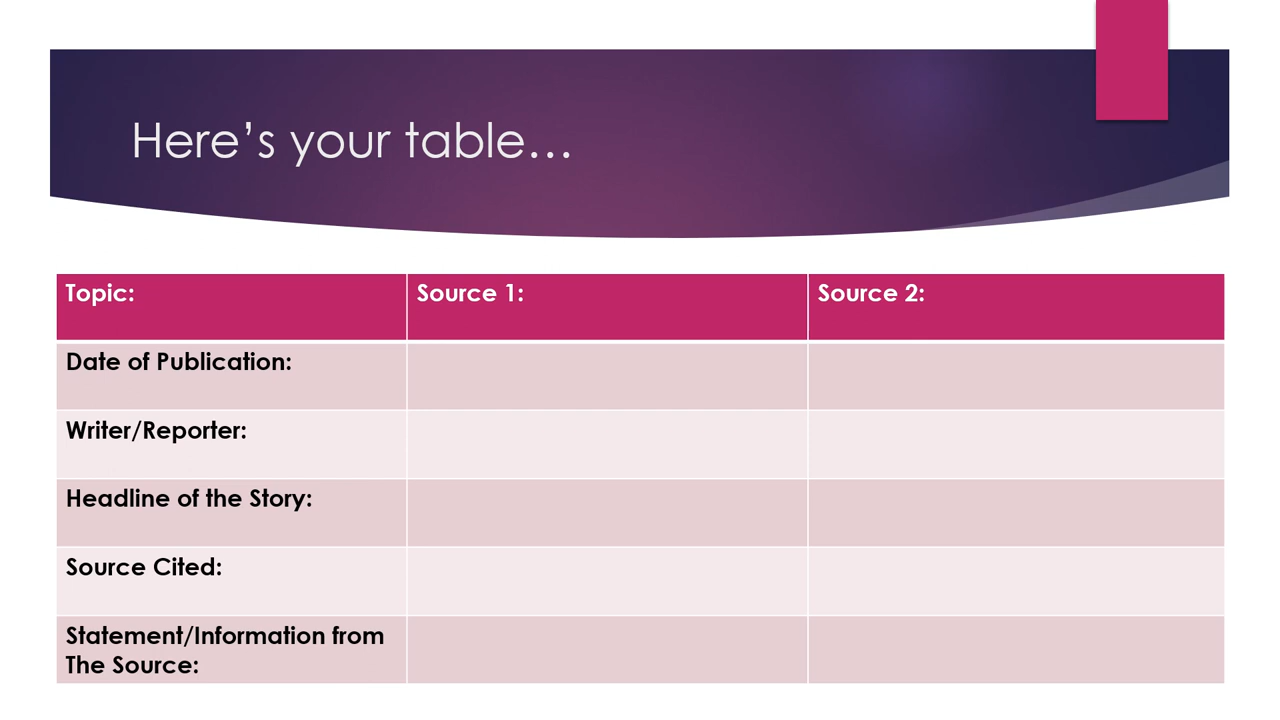 Here’s your table…
Topic:
Source 1:
Source 2:
Date of Publication:
Writer/Reporter:
Headline of the Story:
Source Cited:
Statement/Information from
The Source: